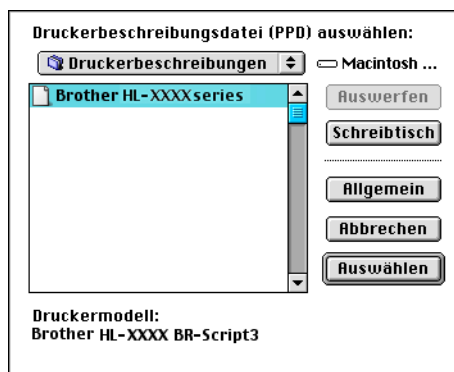 Druckerbeschreibungsdatei (PPD) auswählen:
Druckerbeschreibungen
Macintosh ...
Brother HL-XXXXseries
Auswerfen
Schreibtisch
Allgemein
Abbrechen
Auswählen
Druckermodell:
Brother HL-XXXX BR-Script3